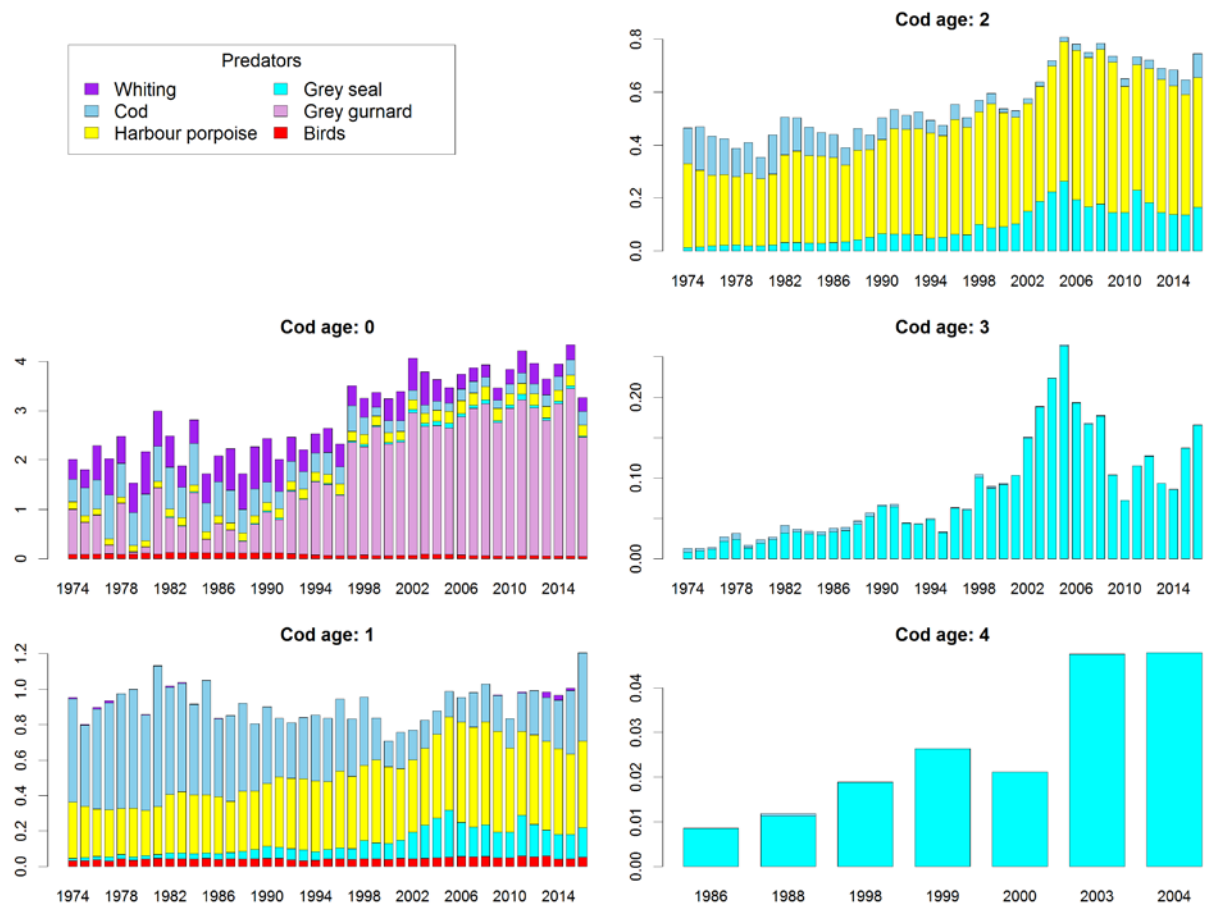 Predators
Whiting
Cod
Harbour porpoise
Grey seal
Grey gurnard
Birds
Cod age: 2
0.0 0.2 0.4 0.6 0.8
1974 1978 1982 1986 1990 1994 1998 2002 2006 2010 2014
Cod age: 0
0 1 2 3 4
1974 1978 1982 1986 1990 1994 1998 2002 2006 2010 2014
Cod age: 3
0.00 0.10 0.20
1974 1978 1982 1986 1990 1994 1998 2002 2006 2010 2014
Cod age: 1
0.0 0.2 0.4 0.6 0.8 1.0 1.2
1974 1978 1982 1986 1990 1994 1998 2002 2006 2010 2014
Cod age: 4
0.00 0.01 0.02 0.03 0.04
1986 1988 1998 1999 2000 2003 2004